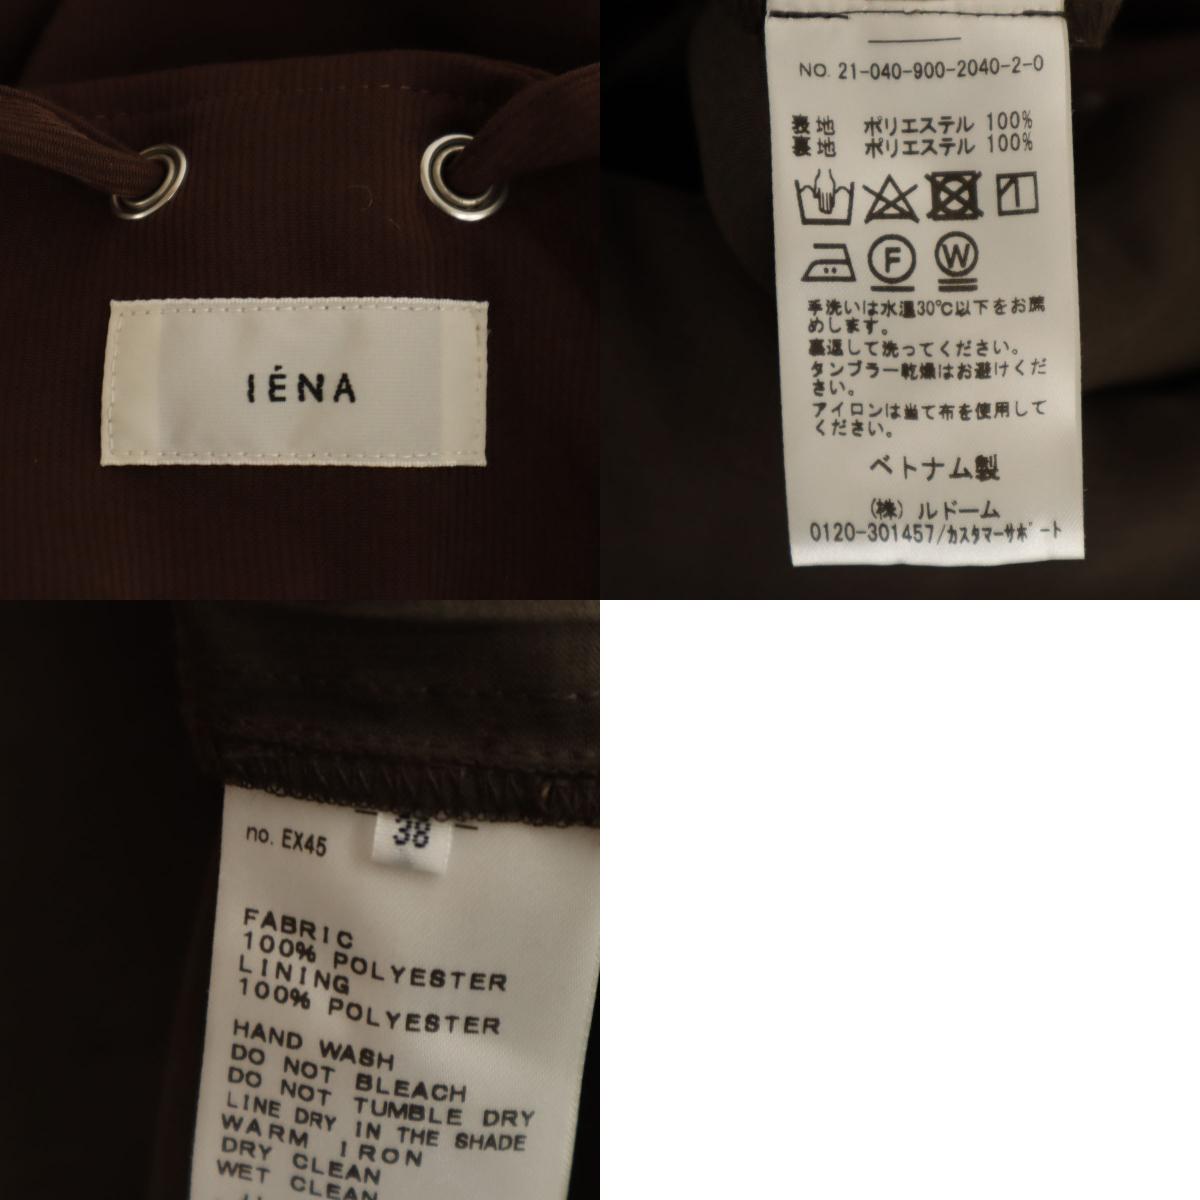 IÉNA
NO. 21-040-900-2040-2-0
表地 ポリエステル 100%
裏地 ポリエステル 100%
F W
手洗いは水温30℃以下をお薦
めします。
裏返して洗ってください。
タンブラー乾燥はお避けくだ
さい。
アイロンは当て布を使用して
ください。
ベトナム製
(株) ルドーム
0120-301457/カスタマーサポート
no. EX45
38
FABRIC
100% POLYESTER
LINING
100% POLYESTER
HAND WASH
DO NOT BLEACH
DO NOT TUMBLE DRY
LINE DRY IN THE SHADE
WARM IRON
DRY CLEAN
WET CLEAN